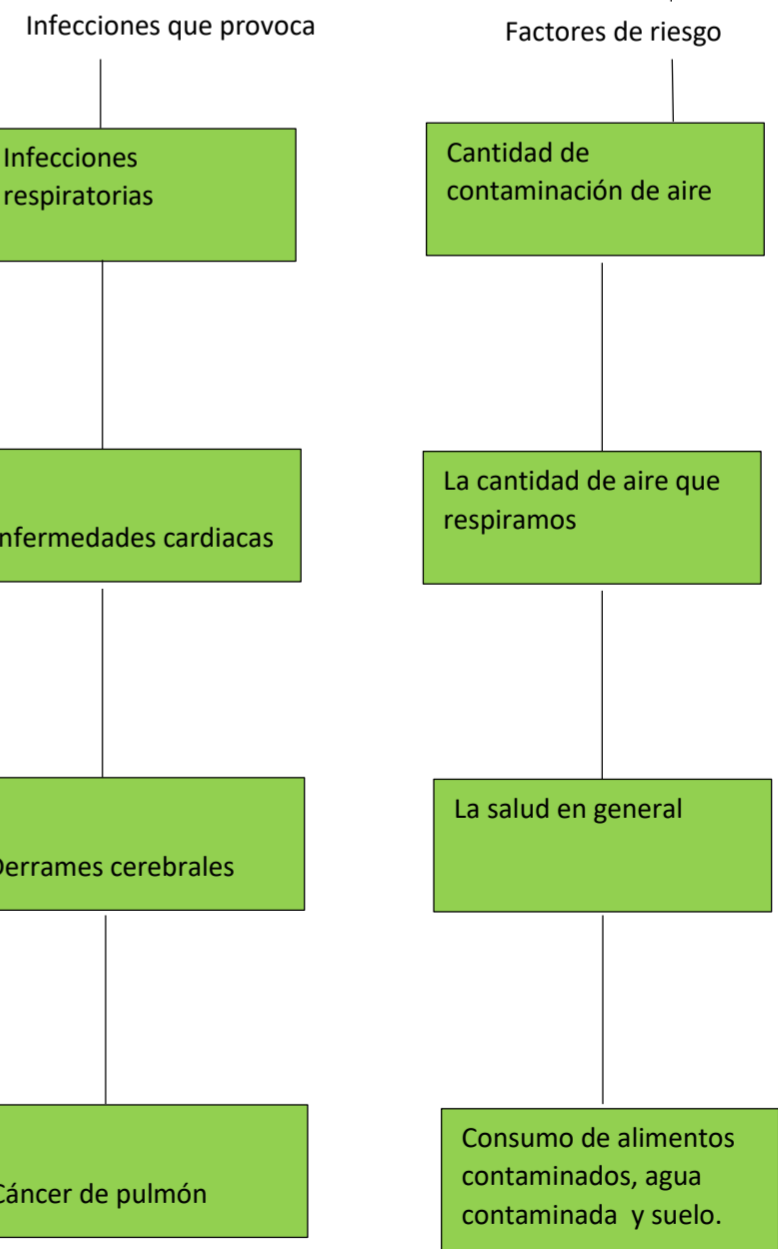 Infecciones que provoca
Infecciones
respiratorias
nfermedades cardiacas
Derrames cerebrales
Cáncer de pulmón
Factores de riesgo
Cantidad de
contaminación de aire
La cantidad de aire que
respiramos
La salud en general
Consumo de alimentos
contaminados, agua
contaminada y suelo.